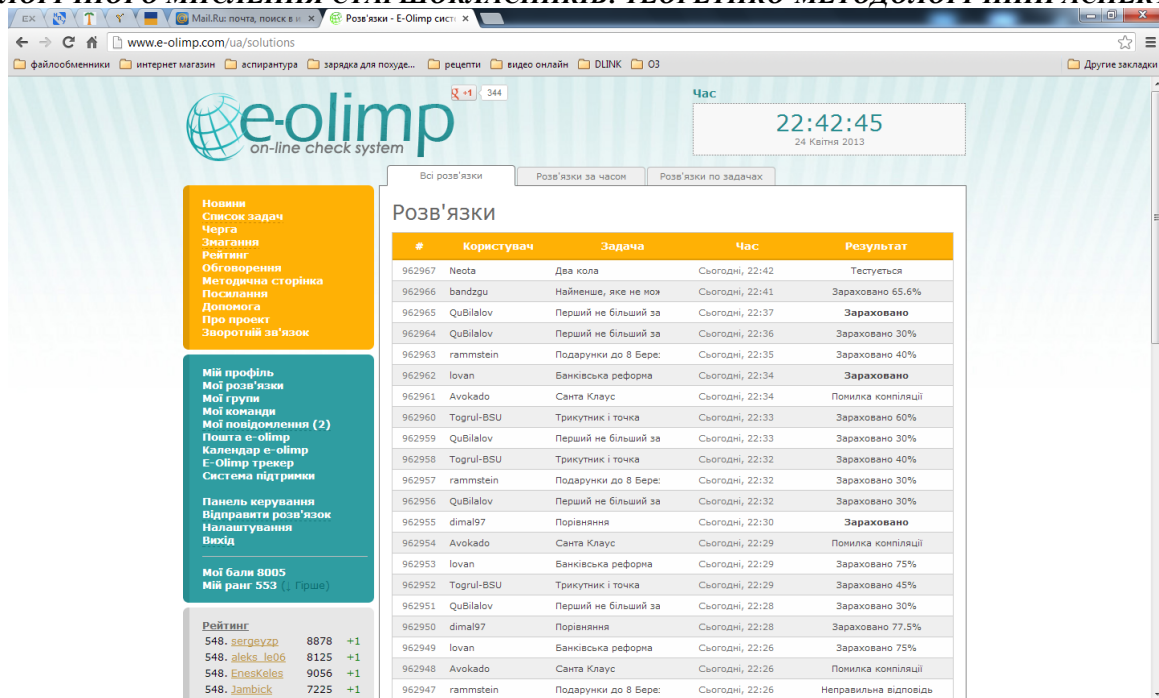 Mail.Ru: почта, поиск в и
Розв'язки - E-Olimp сист
www.e-olimp.com/ua/solutions
файлообменники интернет магазин аспирантура зарядка для похуде... рецепти видео онлайн DLINK ОЗ Другие закладки
+1 344
e-olimp
on-line check system
Час
22:42:45
24 Квітня 2013
Всі розв'язки Розв'язки за часом Розв'язки по задачах
Новини
Список задач
Черга
Змагання
Рейтинг
Обговорення
Методична сторінка
Посилання
Допомога
Про проект
Зворотній зв'язок
Мій профіль
Мої розв'язки
Мої групи
Мої команди
Мої повідомлення (2)
Пошта e-olimp
Календар e-olimp
E-Olimp трекер
Система підтримки
Панель керування
Відправити розв'язок
Налаштування
Вихід
Мої бали 8005
Мій ранг 553 (↓ Гірше)
Рейтинг
548. sergeyzp 8878 +1
548. aleks_le06 8125 +1
548. EnesKeles 9056 +1
548. Jambick 7225 +1
Розв'язки
# Користувач Задача Час Результат
962967 Neota Два кола Сьогодні, 22:42 Тестується
962966 bandzgu Найменше, яке не мож Сьогодні, 22:41 Зараховано 65.6%
962965 QuBilalov Перший не більший за Сьогодні, 22:37 Зараховано
962964 QuBilalov Перший не більший за Сьогодні, 22:36 Зараховано 30%
962963 rammstein Подарунки до 8 Бере: Сьогодні, 22:35 Зараховано 40%
962962 lovan Банківська реформа Сьогодні, 22:34 Зараховано
962961 Avokado Санта Клаус Сьогодні, 22:34 Помилка компіляції
962960 Togrul-BSU Трикутник і точка Сьогодні, 22:33 Зараховано 60%
962959 QuBilalov Перший не більший за Сьогодні, 22:33 Зараховано 30%
962958 Togrul-BSU Трикутник і точка Сьогодні, 22:32 Зараховано 40%
962957 rammstein Подарунки до 8 Бере: Сьогодні, 22:32 Зараховано 30%
962956 QuBilalov Перший не більший за Сьогодні, 22:32 Зараховано 30%
962955 dimal97 Порівняння Сьогодні, 22:30 Зараховано
962954 Avokado Санта Клаус Сьогодні, 22:29 Помилка компіляції
962953 lovan Банківська реформа Сьогодні, 22:29 Зараховано 75%
962952 Togrul-BSU Трикутник і точка Сьогодні, 22:29 Зараховано 45%
962951 QuBilalov Перший не більший за Сьогодні, 22:28 Зараховано 30%
962950 dimal97 Порівняння Сьогодні, 22:28 Зараховано 77.5%
962949 lovan Банківська реформа Сьогодні, 22:26 Зараховано 75%
962948 Avokado Санта Клаус Сьогодні, 22:26 Помилка компіляції
962947 rammstein Подарунки до 8 Бере: Сьогодні, 22:26 Неправильна відповідь